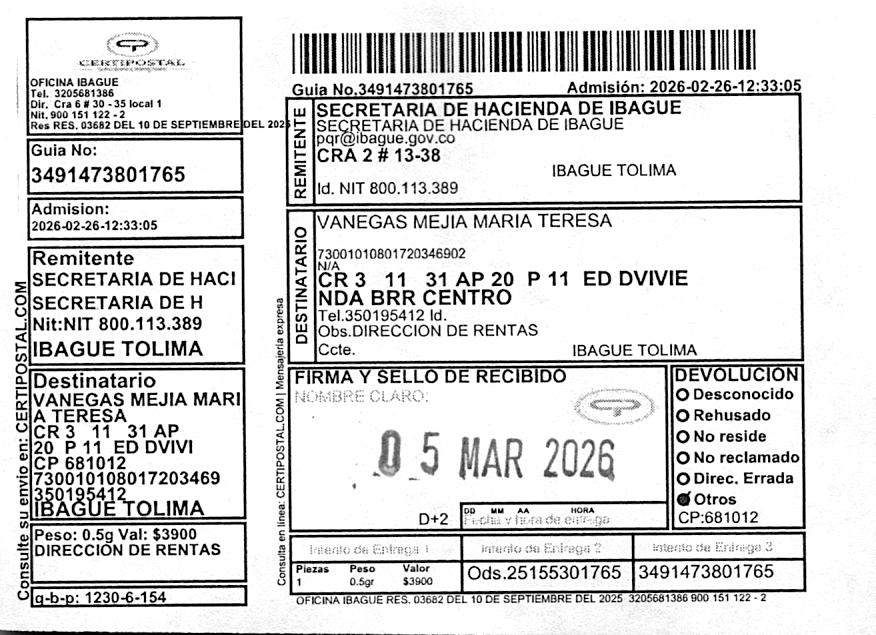 CERTIPOSTAL
OFICINA IBAGUE
Tel. 3205681386
Dir. Cra 6 # 30 - 35 local 1
Nit. 900 151 122 - 2
Res RES. 03682 DEL 10 DE SEPTIEMBRE DEL 2025
Guia No:
3491473801765
Admision:
2026-02-26-12:33:05
Remitente
SECRETARIA DE HACI
SECRETARIA DE H
Nit:NIT 800.113.389
IBAGUE TOLIMA
Destinatario
VANEGAS MEJIA MARI
A TERESA
CR 3 11 31 AP
20 P 11 ED DVIVI
CP 681012
730010108017203469
350195412
IBAGUE TOLIMA
Peso: 0.5g Val: $3900
DIRECCION DE RENTAS
q-b-p: 1230-6-154
Consulte su envio en: CERTIPOSTAL.COM
Guia No.3491473801765 Admisión: 2026-02-26-12:33:05
REMITENTE
SECRETARIA DE HACIENDA DE IBAGUE
SECRETARIA DE HACIENDA DE IBAGUE
pqr@ibague.gov.co
CRA 2 # 13-38
IBAGUE TOLIMA
Id. NIT 800.113.389
DESTINATARIO
VANEGAS MEJIA MARIA TERESA
73001010801720346902
N/A
CR 3 11 31 AP 20 P 11 ED DVIVIE
NDA BRR CENTRO
Tel.350195412 Id.
Obs.DIRECCION DE RENTAS
Ccte. IBAGUE TOLIMA
Consulta en línea: CERTIPOSTAL.COM | Mensajería expresa
FIRMA Y SELLO DE RECIBIDO
NOMBRE CLARO:
05 MAR 2026
D+2
DD MM AA HORA
Fecha y hora de entrega
DEVOLUCIÓN
Desconocido
Rehusado
No reside
No reclamado
Direc. Errada
Otros
CP:681012
Intento de Entrega 1 Intento de Entrega 2 Intento de Entrega 3
Piezas Peso Valor
1 0.5gr $3900
Ods.25155301765 3491473801765
OFICINA IBAGUE RES. 03682 DEL 10 DE SEPTIEMBRE DEL 2025 3205681386 900 151 122 - 2